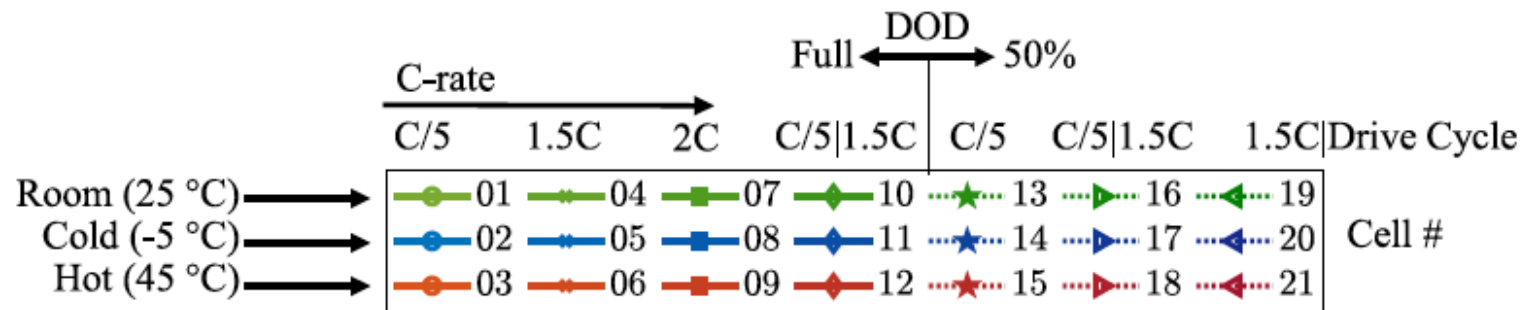 DOD
Full 50%
C-rate
C/5 1.5C 2C C/5|1.5C C/5 C/5|1.5C 1.5C|Drive Cycle
Room (25 °C) 01 04 07 10 13 16 19
Cold (-5 °C) 02 05 08 11 14 17 20 Cell #
Hot (45 °C) 03 06 09 12 15 18 21